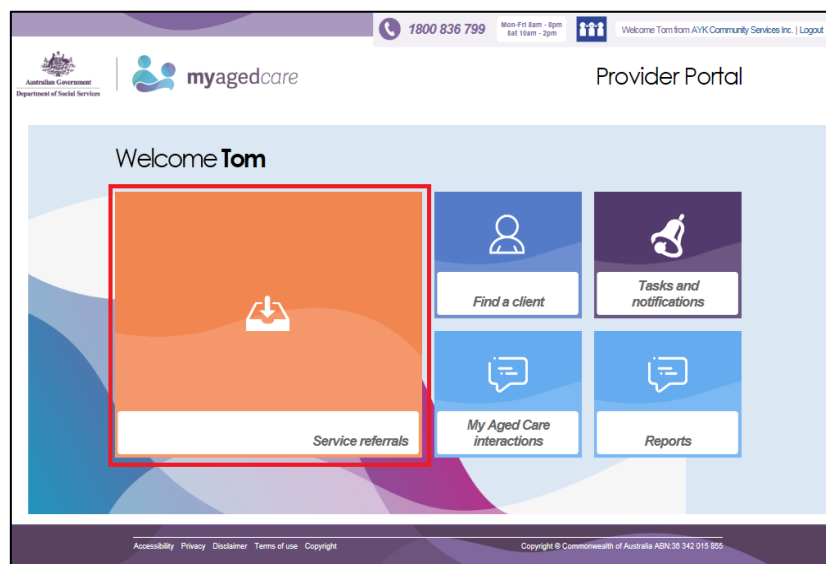 1800 836 799
Mon-Fri 8am - 8pm
Sat 10am - 2pm
Welcome Tom from AYK Community Services Inc. | Logout
Australian Government
Department of Social Services
myagedcare
Provider Portal
Welcome Tom
Find a client
Tasks and
notifications
Service referrals
My Aged Care
interactions
Reports
Accessibility Privacy Disclaimer Terms of use Copyright
Copyright © Commonwealth of Australia ABN:36 342 015 855